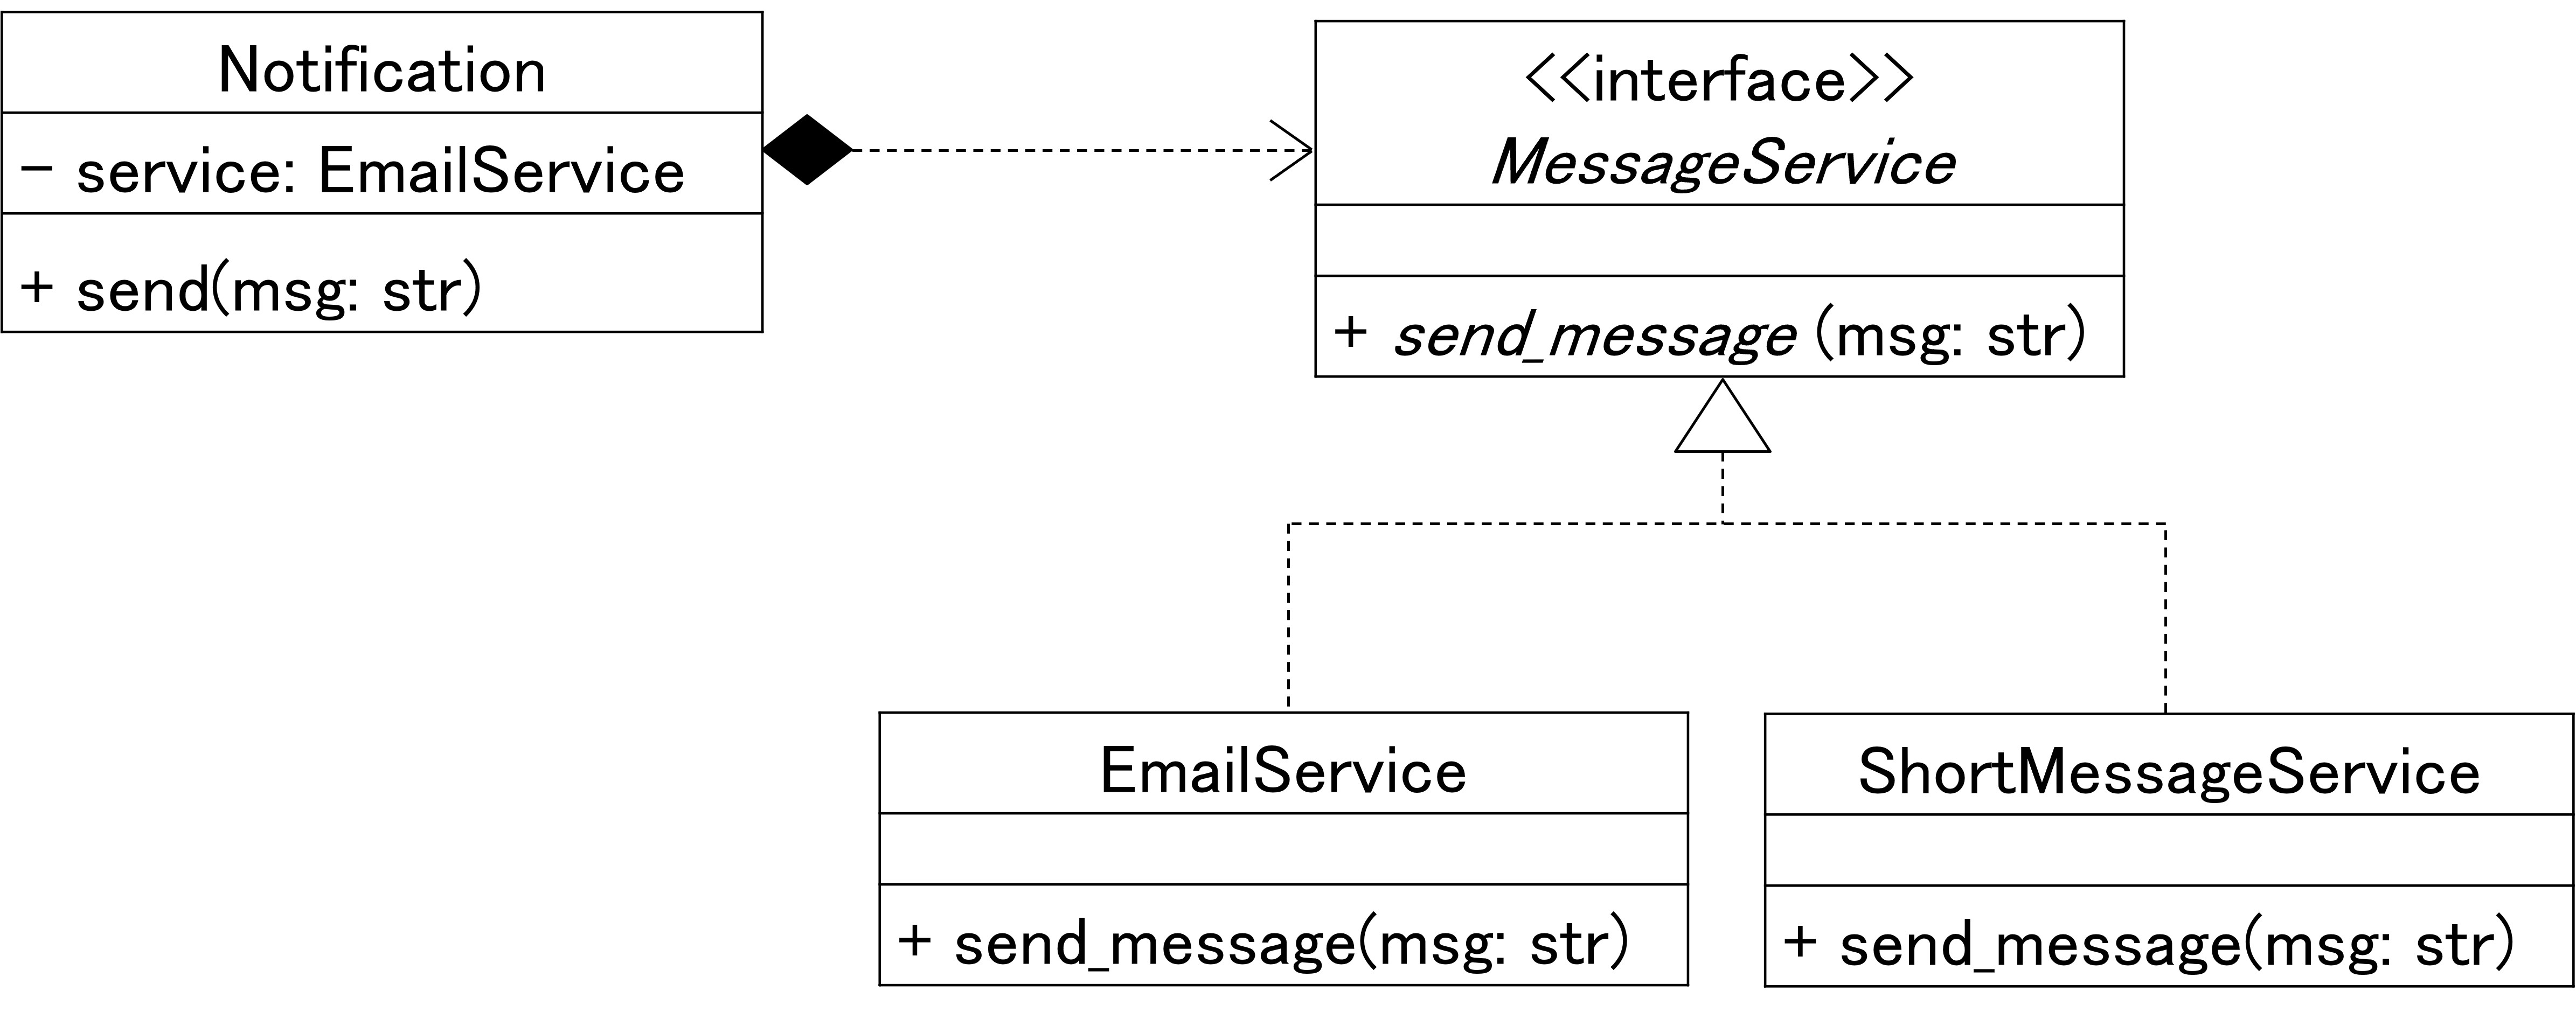 Notification
- service: EmailService
+ send(msg: str)
<<interface>>
MessageService
+ send_message (msg: str)
EmailService
+ send_message(msg: str)
ShortMessageService
+ send_message(msg: str)